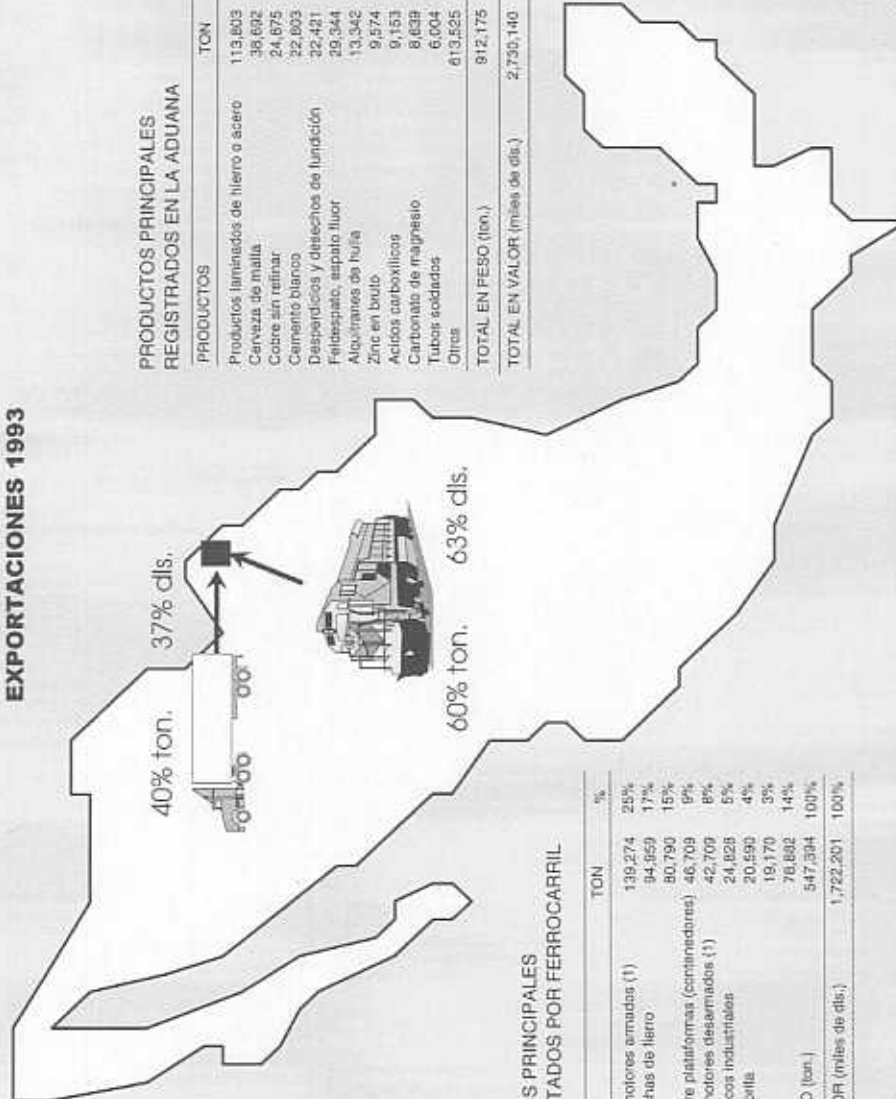 EXPORTACIONES 1993
40% ton. 37% dls.
60% ton. 63% dls.
PRODUCTOS PRINCIPALES
REGISTRADOS EN LA ADUANA
PRODUCTOS TON
Productos laminados de hierro o acero 113,803
Cerveza de malta 38,692
Cobre sin refinar 24,675
Cemento blanco 22,803
Desperdicios y desechos de fundición 22,421
Feldespato, espato fluor 29,344
Alquitranes de hulla 13,342
Zinc en bruto 9,574
Acidos carboxílicos 9,153
Carbonato de magnesio 8,639
Tubos soldados 6,004
Otros 613,525
TOTAL EN PESO (ton.) 912,175
TOTAL EN VALOR (miles de dls.) 2,730,140
S PRINCIPALES
TADOS POR FERROCARRIL
TON %
motores armados (1) 139,274 25%
has de fierro 94,959 17%
80,790 15%
re plataformas (contenedores) 46,709 9%
motores desarmados (1) 42,709 8%
cos industriales 24,828 5%
orita 20,590 4%
19,170 3%
78,882 14%
O (ton.) 547,394 100%
OR (miles de dls.) 1,722,201 100%